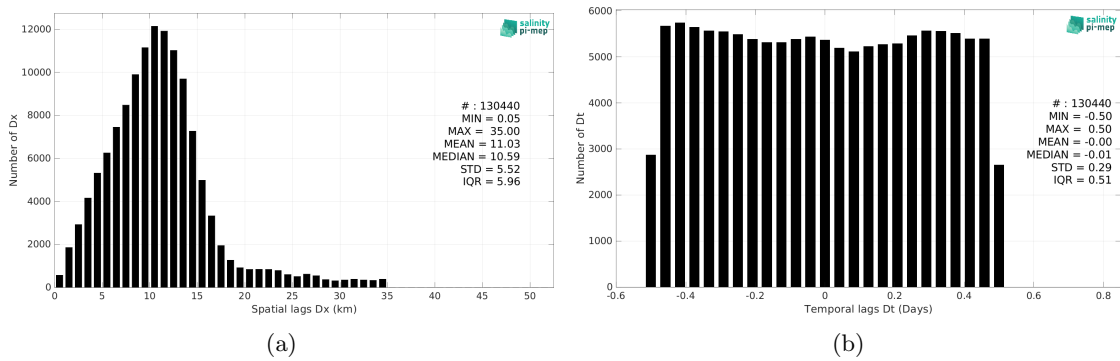 12000
10000
8000
6000
4000
2000
0
Number of Dx
salinity
pi-mep
# : 130440
MIN = 0.05
MAX = 35.00
MEAN = 11.03
MEDIAN = 10.59
STD = 5.52
IQR = 5.96
0 5 10 15 20 25 30 35 40 45 50
Spatial lags Dx (km)
(a)
6000
5000
4000
3000
2000
1000
0
Number of Dt
salinity
pi-mep
# : 130440
MIN = -0.50
MAX = 0.50
MEAN = -0.00
MEDIAN = -0.01
STD = 0.29
IQR = 0.51
-0.6 -0.4 -0.2 0 0.2 0.4 0.6 0.8
Temporal lags Dt (Days)
(b)